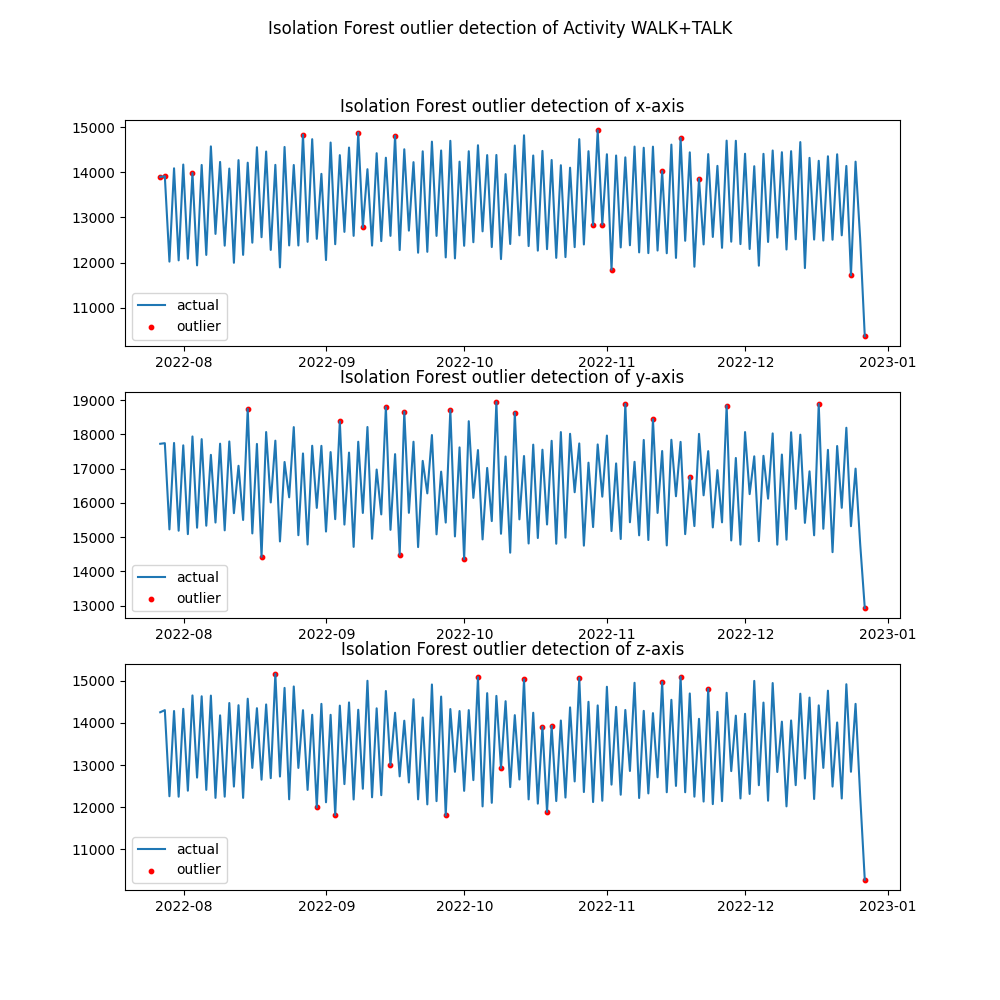 Isolation Forest outlier detection of Activity WALK+TALK
Isolation Forest outlier detection of x-axis
15000
14000
13000
12000
11000
actual
outlier
2022-08 2022-09 2022-10 2022-11 2022-12 2023-01
Isolation Forest outlier detection of y-axis
19000
18000
17000
16000
15000
14000
13000
actual
outlier
2022-08 2022-09 2022-10 2022-11 2022-12 2023-01
Isolation Forest outlier detection of z-axis
15000
14000
13000
12000
11000
actual
outlier
2022-08 2022-09 2022-10 2022-11 2022-12 2023-01